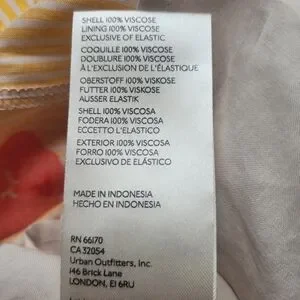 SHELL 100% VISCOSE
LINING 100% VISCOSE
EXCLUSIVE OF ELASTIC
COQUILLE 100% VISCOSE
DOUBLURE 100% VISCOSE
À L'EXCLUSION DE L'ÉLASTIQUE
OBERSTOFF 100% VISKOSE
FUTTER 100% VISKOSE
AUSSER ELASTIK
SHELL 100% VISCOSA
FODERA 100% VISCOSA
ECCETTO L'ELASTICO
EXTERIOR 100% VISCOSA
FORRO 100% VISCOSA
EXCLUSIVO DE ELÁSTICO
MADE IN INDONESIA
HECHO EN INDONESIA
RN 66170
CA 32054
Urban Outfitters, Inc.
146 Brick Lane
LONDON, E1 6RU